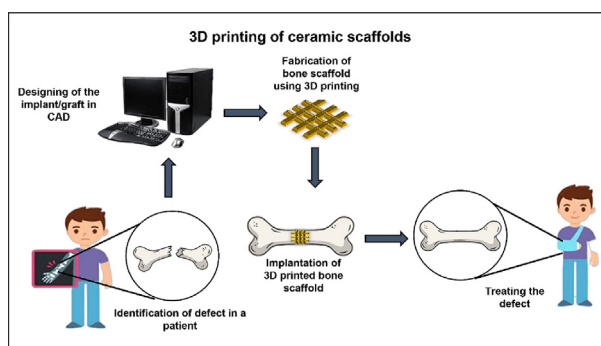 3D printing of ceramic scaffolds
Designing of the
implant/graft in
CAD
Fabrication of
bone scaffold
using 3D printing
Identification of defect in a
patient
Implantation of
3D printed bone
scaffold
Treating the
defect